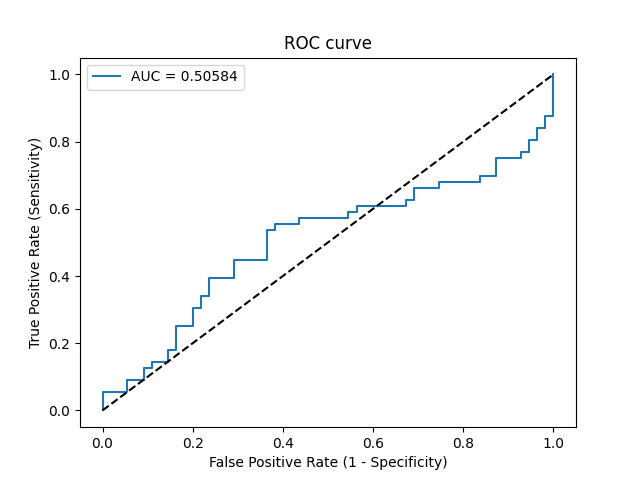 ROC curve
AUC = 0.50584
True Positive Rate (Sensitivity)
1.0
0.8
0.6
0.4
0.2
0.0
0.0 0.2 0.4 0.6 0.8 1.0
False Positive Rate (1 - Specificity)